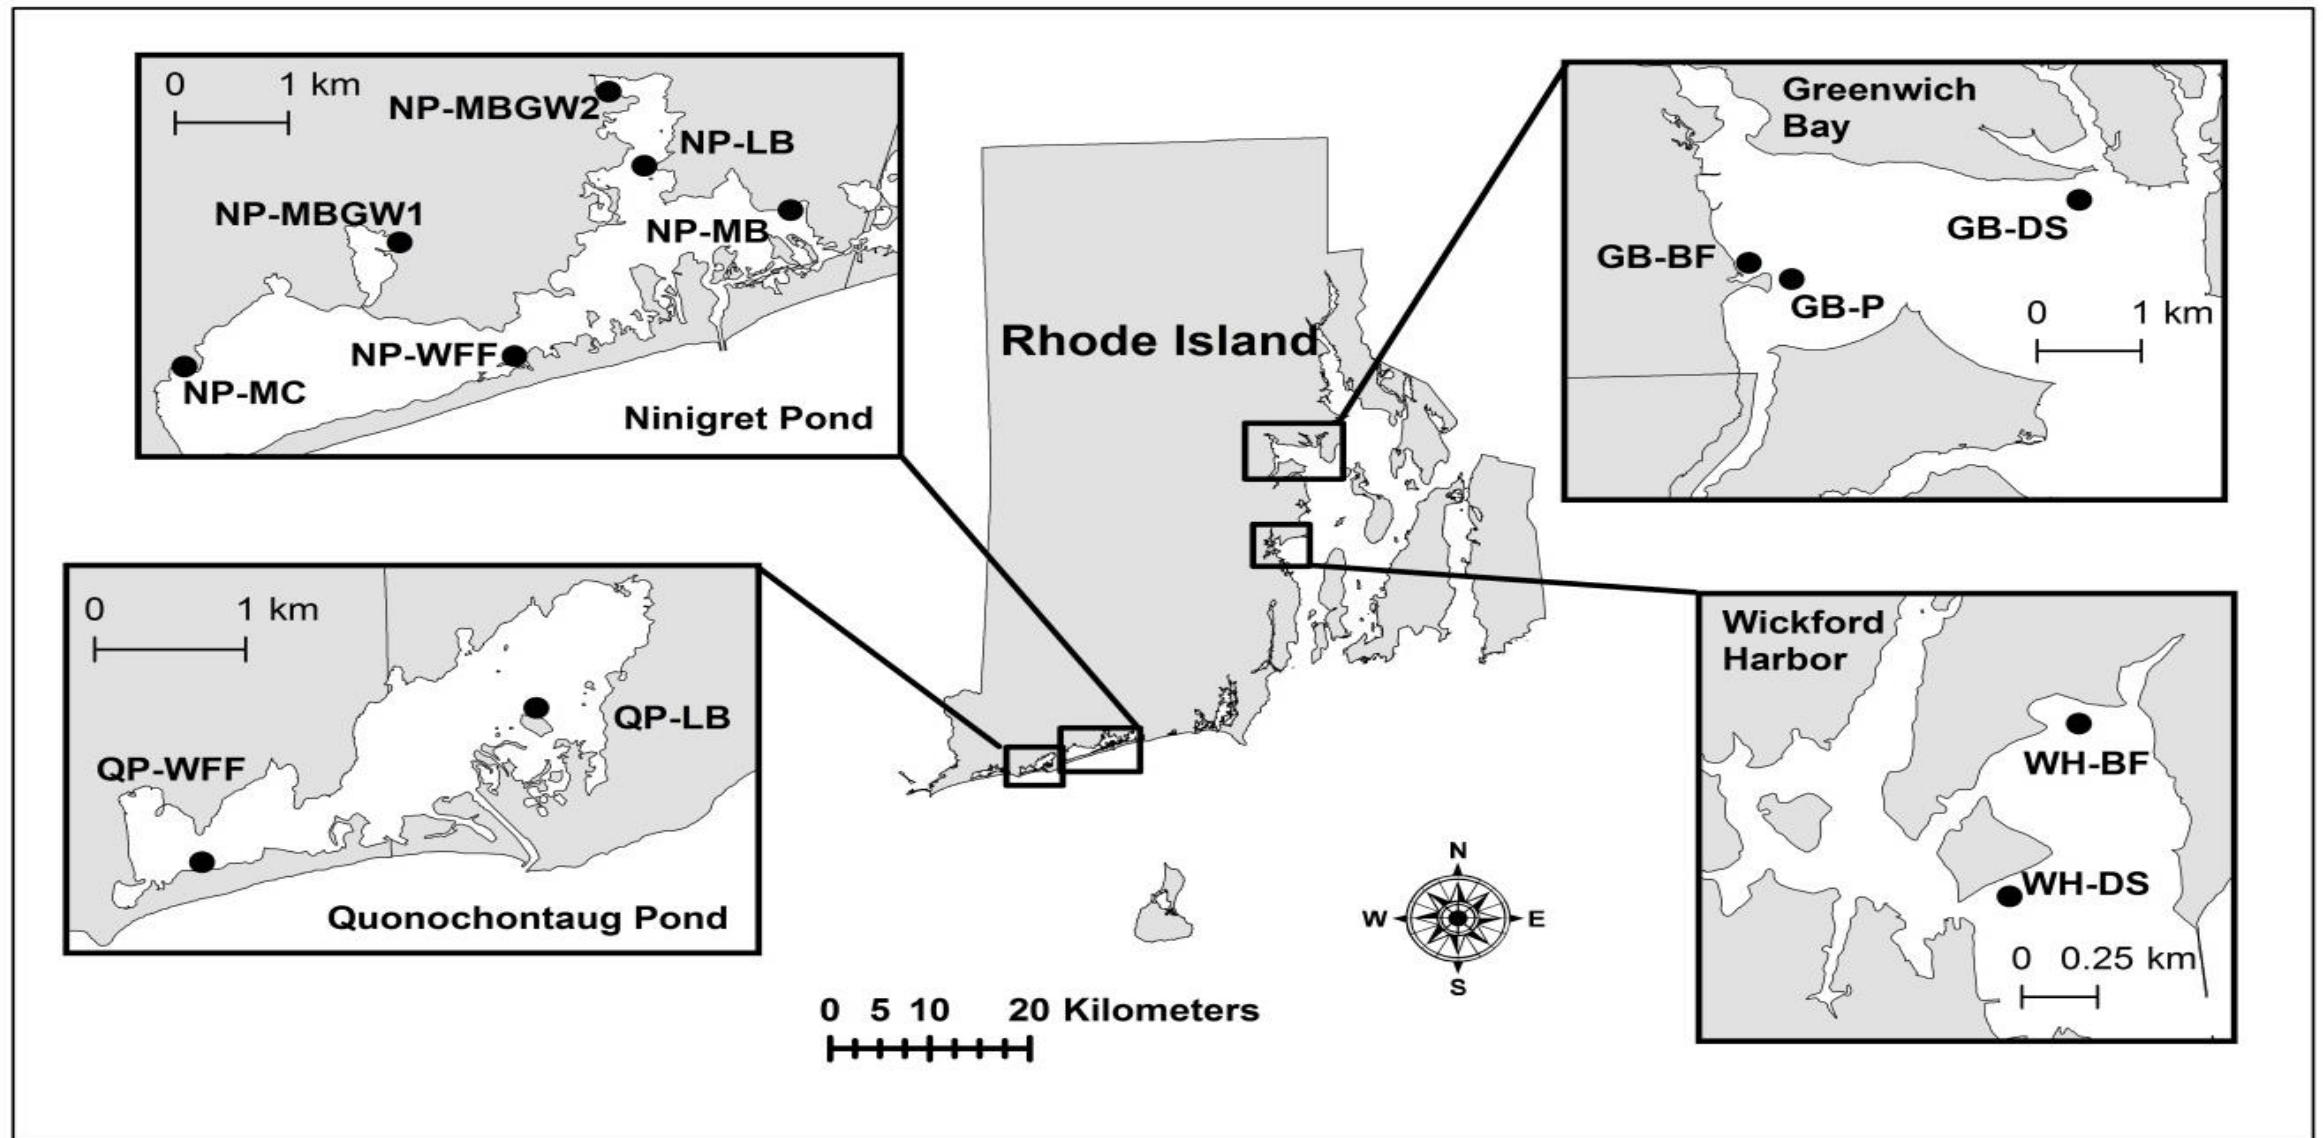 0 1 km
NP-MBGW2
NP-LB
NP-MBGW1
NP-MB
NP-WFF
NP-MC
Ninigret Pond
Rhode Island
Greenwich
Bay
GB-DS
GB-BF
GB-P
0 1 km
0 1 km
QP-LB
QP-WFF
Quonochontaug Pond
Wickford
Harbor
WH-BF
WH-DS
0 0.25 km
N
W E
S
0 5 10 20 Kilometers